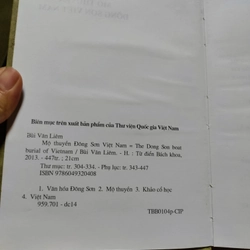 Biên mục trên xuất bản phẩm của Thư viện Quốc gia Việt Nam
Bùi Văn Liêm
Mộ thuyền Đông Sơn Việt Nam = The Dong Son boat
burial of Vietnam / Bùi Văn Liêm. - H. : Từ điển Bách khoa,
2013. - 447tr. ; 21cm
Thư mục: tr. 304-334. - Phụ lục: tr. 343-447
ISBN 9786049320408
1. Văn hóa Đông Sơn 2. Mộ thuyền 3. Khảo cổ học
4. Việt Nam
959.701 - dc14
TBB0104p-CIP